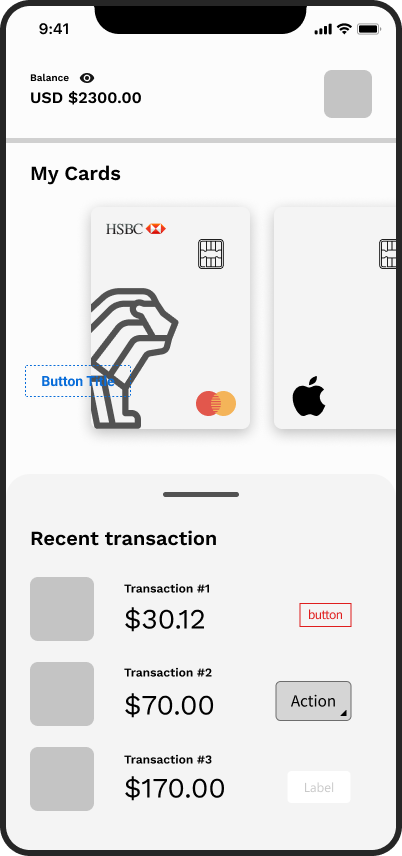 9:41
Balance
USD $2300.00
My Cards
HSBC
Button Title
Recent transaction
Transaction #1
$30.12
button
Transaction #2
$70.00
Action
Transaction #3
$170.00
Label